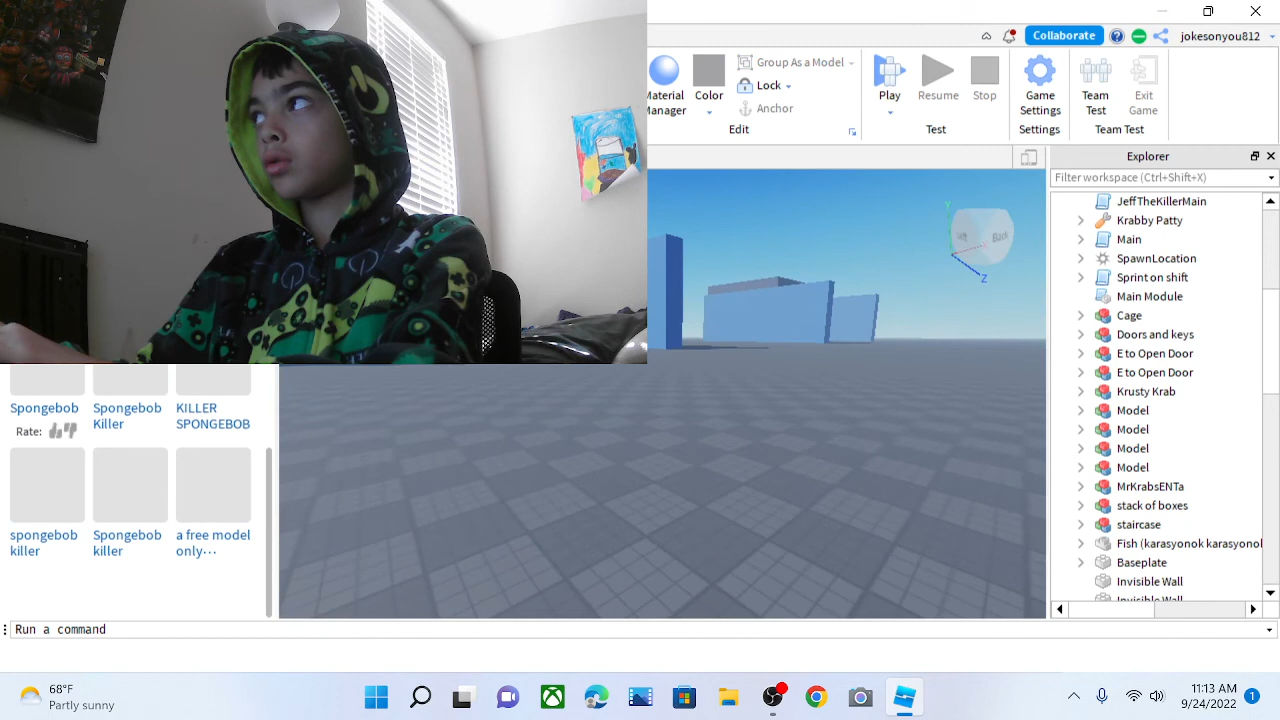 Collaborate
jokesonyou812
Material Manager
Color
Group As a Model
Lock
Anchor
Edit
Play
Resume
Stop
Test
Game Settings
Settings
Team Test
Exit Game
Team Test
Explorer
Filter workspace (Ctrl+Shift+X)
JeffTheKillerMain
Krabby Patty
Main
SpawnLocation
Sprint on shift
Main Module
Cage
Doors and keys
E to Open Door
E to Open Door
Krusty Krab
Model
Model
Model
Model
MrKrabsENTa
stack of boxes
staircase
Fish (karasyonok karasyonol
Baseplate
Invisible Wall
Invisible Wall
Y
Back
Z
Spongebob
Spongebob Killer
KILLER SPONGEBOB
Rate:
spongebob killer
Spongebob killer
a free model only...
Run a command
68°F
Partly sunny
11:13 AM
9/24/2022
1